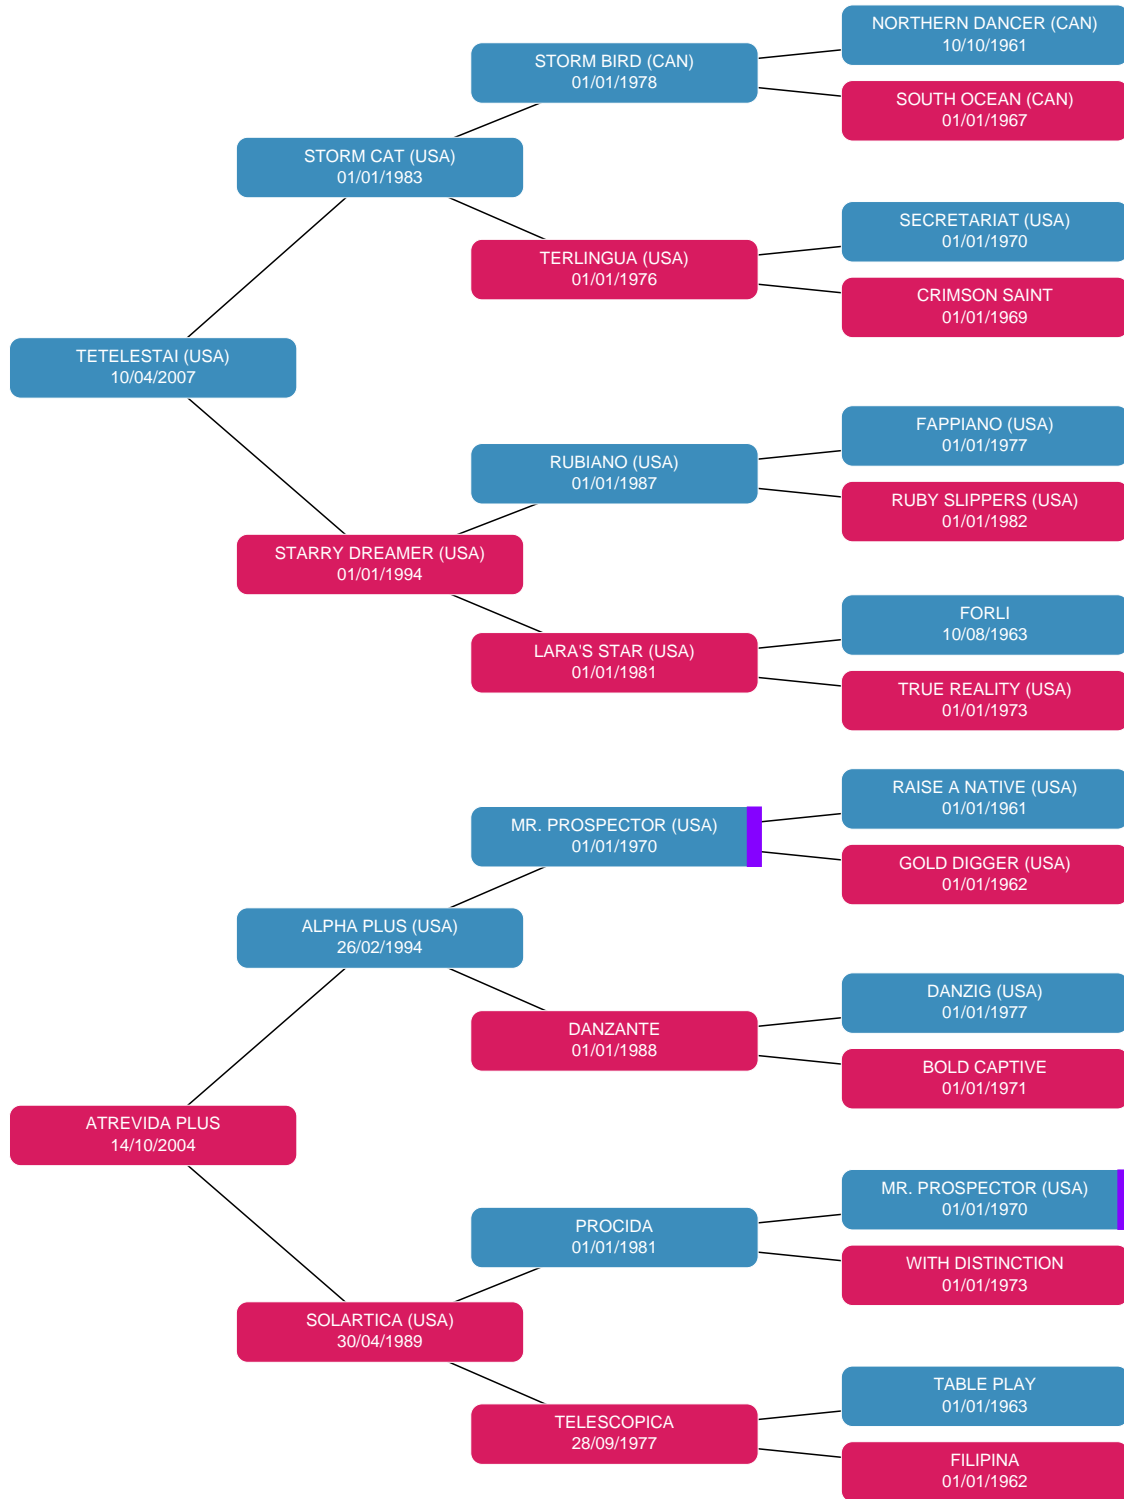 NORTHERN DANCER (CAN)
10/10/1961
STORM BIRD (CAN)
01/01/1978
SOUTH OCEAN (CAN)
01/01/1967
STORM CAT (USA)
01/01/1983
SECRETARIAT (USA)
01/01/1970
TERLINGUA (USA)
01/01/1976
CRIMSON SAINT
01/01/1969
TETELESTAI (USA)
10/04/2007
FAPPIANO (USA)
01/01/1977
RUBIANO (USA)
01/01/1987
RUBY SLIPPERS (USA)
01/01/1982
STARRY DREAMER (USA)
01/01/1994
FORLI
10/08/1963
LARA'S STAR (USA)
01/01/1981
TRUE REALITY (USA)
01/01/1973
RAISE A NATIVE (USA)
01/01/1961
MR. PROSPECTOR (USA)
01/01/1970
GOLD DIGGER (USA)
01/01/1962
ALPHA PLUS (USA)
26/02/1994
DANZIG (USA)
01/01/1977
DANZANTE
01/01/1988
BOLD CAPTIVE
01/01/1971
ATREVIDA PLUS
14/10/2004
MR. PROSPECTOR (USA)
01/01/1970
PROCIDA
01/01/1981
WITH DISTINCTION
01/01/1973
SOLARTICA (USA)
30/04/1989
TABLE PLAY
01/01/1963
TELESCOPICA
28/09/1977
FILIPINA
01/01/1962